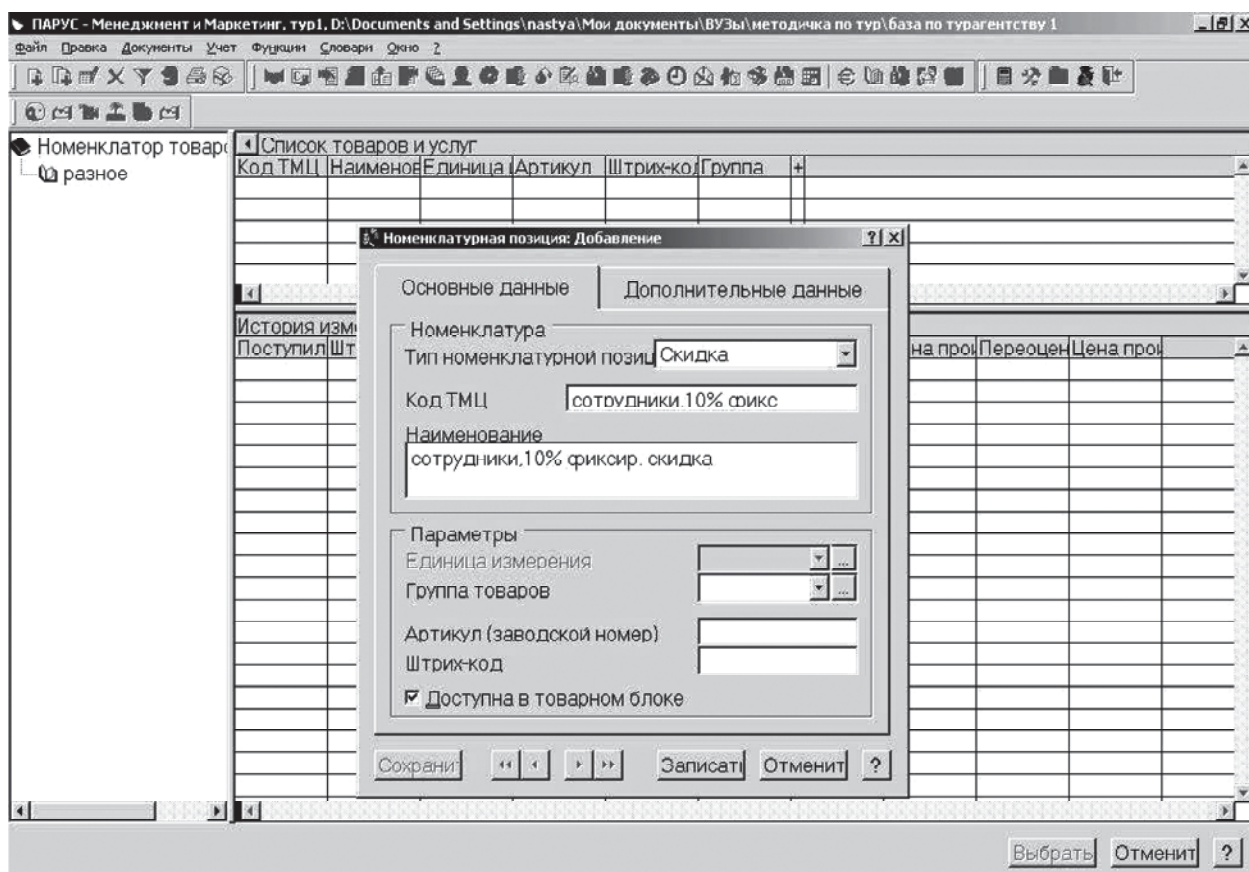 ПАРУС - Менеджмент и Маркетинг, тур1, D:\Documents and Settings\nastya\Мои документы\ВУЗы\методичка по тур\база по турагентству 1
Файл Правка Документы Учет Функции Словари Окно ?
Номенклатор товаро
разное
Список товаров и услуг
Код ТМЦ Наименов Единица Артикул Штрих-код Группа +
Номенклатурная позиция: Добавление
Основные данные Дополнительные данные
Номенклатура
Тип номенклатурной позиц Скидка
Код ТМЦ сотрудники,10% фикс
Наименование
сотрудники,10% фиксир. скидка
Параметры
Единица измерения ...
Группа товаров ...
Артикул (заводской номер)
Штрих-код
Доступна в товарном блоке
Сохрани Записат Отменит ?
История изм
Поступил Шт на про Переоцен Цена про
Выбрать Отменит ?